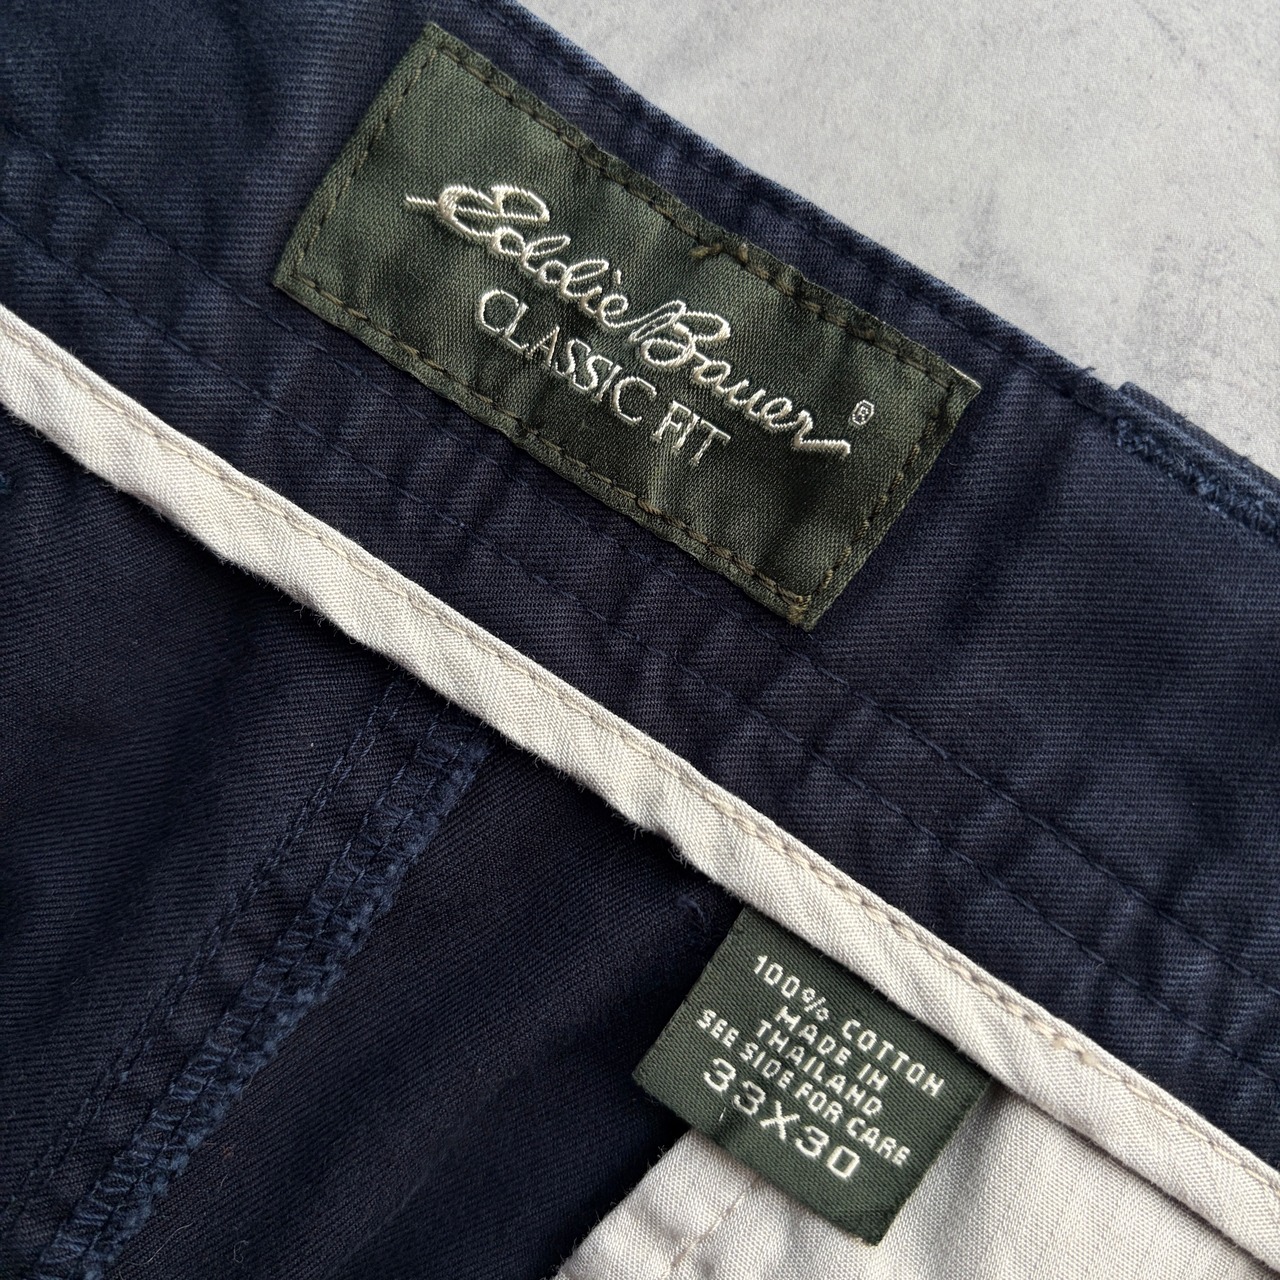 Eddie Bauer®
CLASSIC FIT
100% COTTON
MADE IN
THAILAND
SEE SIDE FOR CARE
33X30